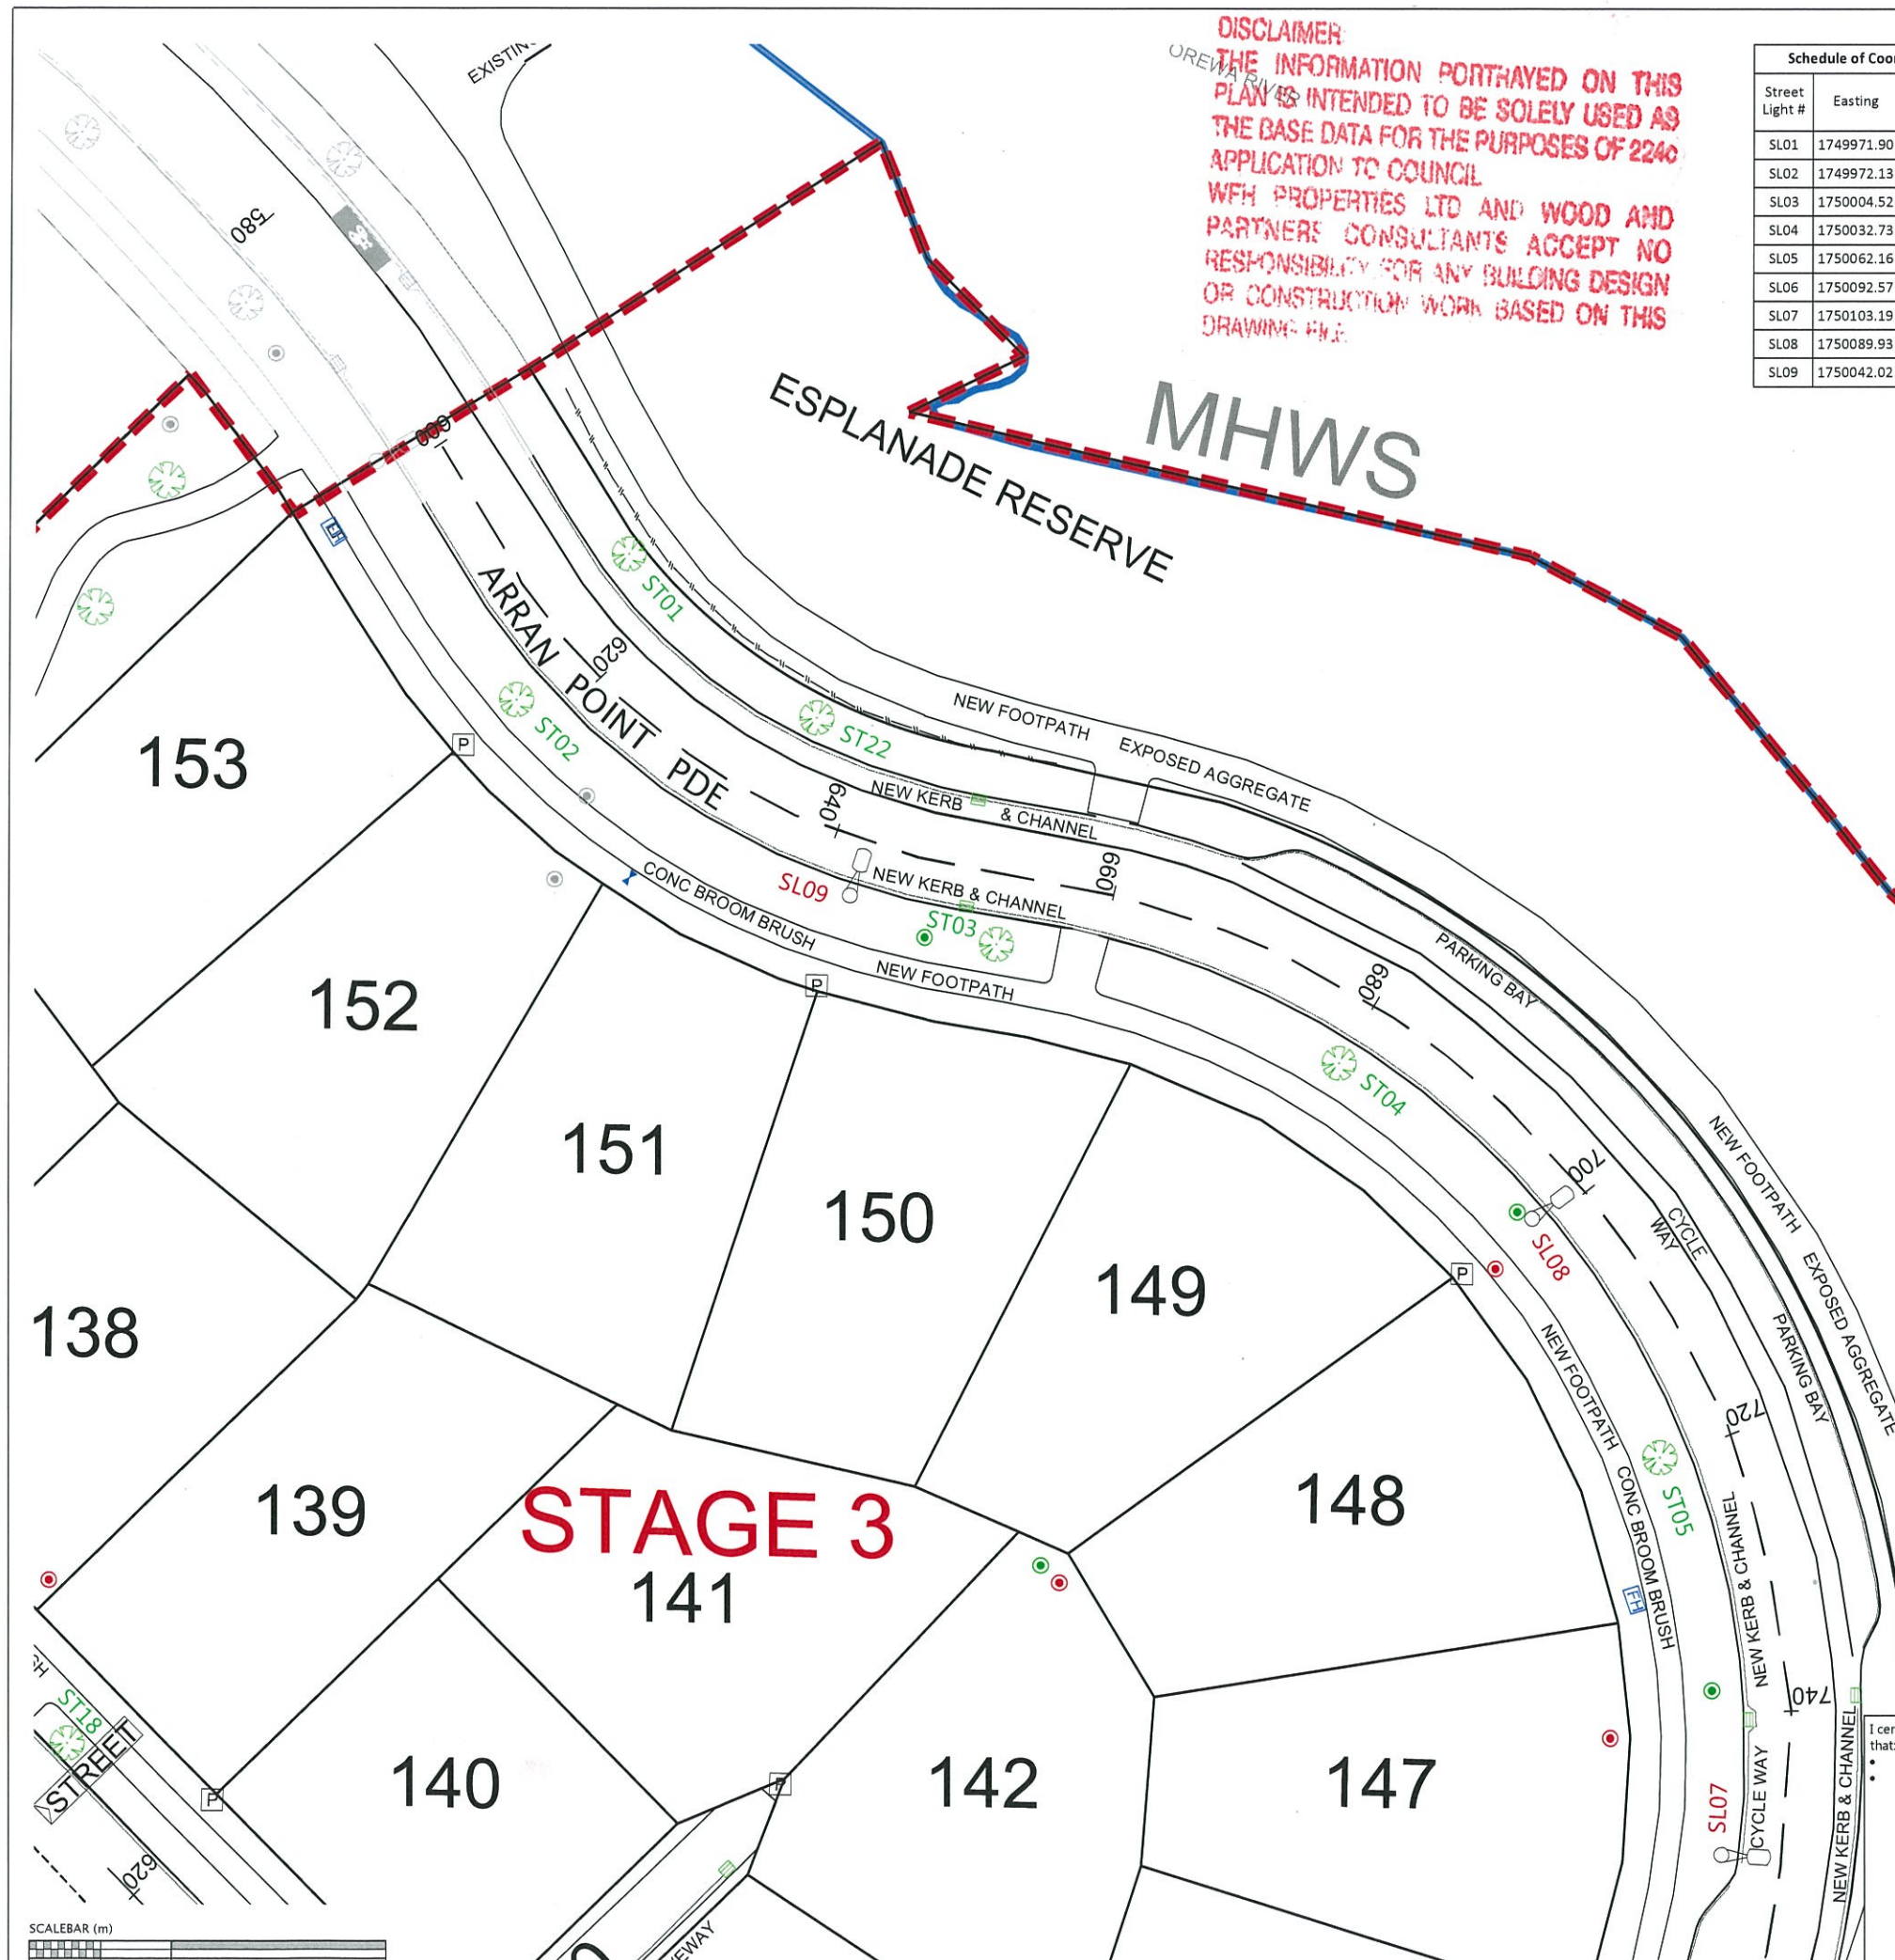 EXISTIN
OREWA RIVER
DISCLAIMER
THE INFORMATION PORTRAYED ON THIS
PLAN IS INTENDED TO BE SOLELY USED AS
THE BASE DATA FOR THE PURPOSES OF 224c
APPLICATION TO COUNCIL
WFH PROPERTIES LTD AND WOOD AND
PARTNERS CONSULTANTS ACCEPT NO
RESPONSIBILITY FOR ANY BUILDING DESIGN
OR CONSTRUCTION WORK BASED ON THIS
DRAWING FILE
Schedule of Coor
Street Light # Easting
SL01 1749971.90
SL02 1749972.13
SL03 1750004.52
SL04 1750032.73
SL05 1750062.16
SL06 1750092.57
SL07 1750103.19
SL08 1750089.93
SL09 1750042.02
580
600
MHWS
ESPLANADE RESERVE
FH
ST01
ARRAN POINT PDE
620
ST02
ST22
153
P
NEW FOOTPATH
EXPOSED AGGREGATE
640
NEW KERB & CHANNEL
660
SL09
NEW KERB & CHANNEL
CONC BROOM BRUSH
ST03
NEW FOOTPATH
P
PARKING BAY
680
152
ST04
151
150
149
700
NEW FOOTPATH
CYCLE
WAY
SL08
P
EXPOSED AGGREGATE
138
NEW FOOTPATH
PARKING BAY
720
139
STAGE 3
148
ST05
CONC BROOM BRUSH
NEW KERB & CHANNEL
141
FH
ST18
STREET
740
140
P
P
142
147
SL07
CYCLE WAY
NEW KERB & CHANNEL
I cer
that:
620
SCALEBAR (m)
EWAY